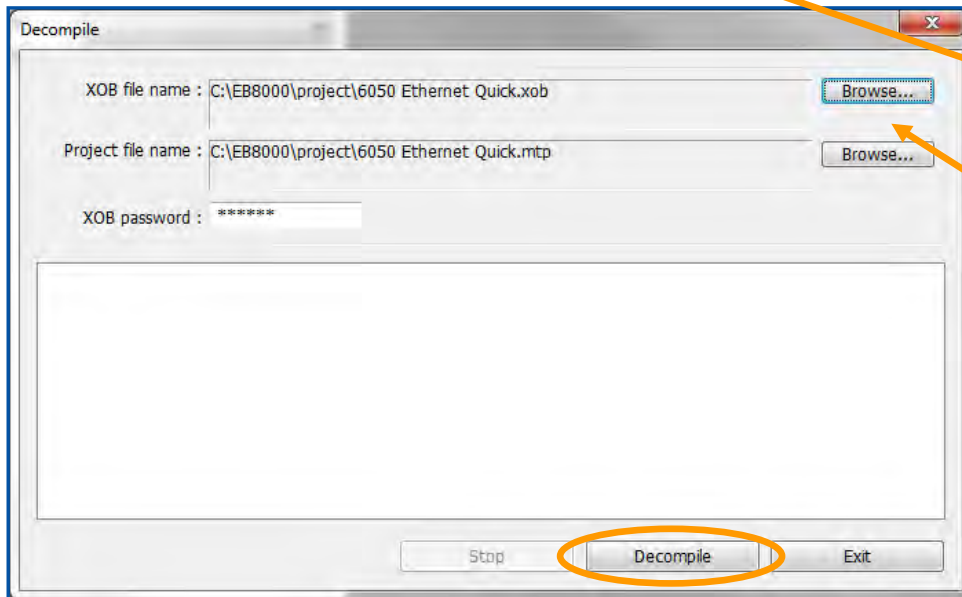 Decompile
XOB file name : C:\EB8000\project\6050 Ethernet Quick.xob Browse...
Project file name : C:\EB8000\project\6050 Ethernet Quick.mtp Browse...
XOB password : ******
Stop Decompile Exit